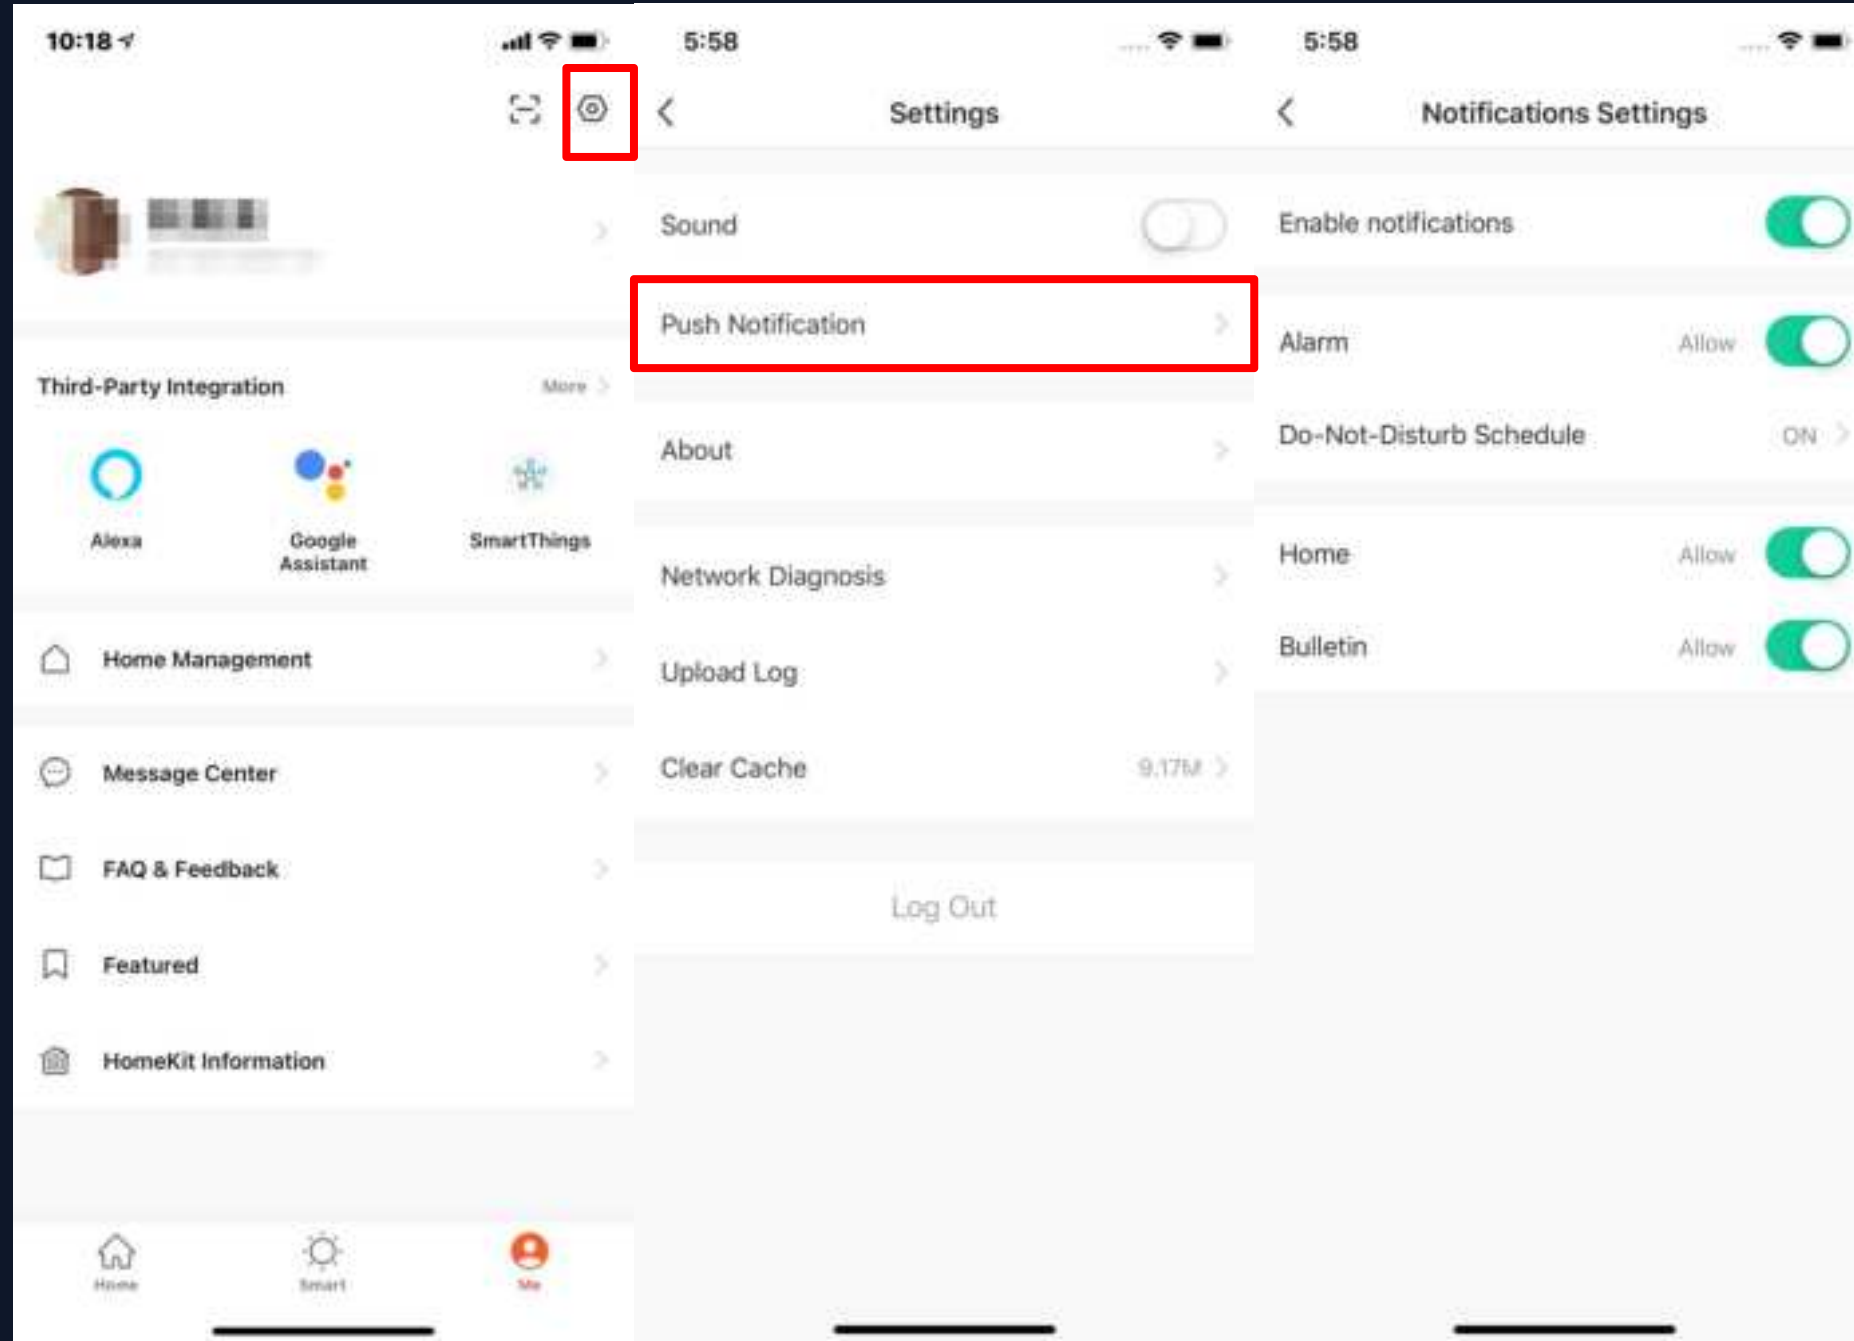 10:18
Third-Party Integration
More
Alexa
Google
Assistant
SmartThings
Home Management
Message Center
FAQ & Feedback
Featured
HomeKit Information
Home
Smart
Me
5:58
Settings
Sound
Push Notification
About
Network Diagnosis
Upload Log
Clear Cache
9.17M
Log Out
5:58
Notifications Settings
Enable notifications
Alarm
Allow
Do-Not-Disturb Schedule
ON
Home
Allow
Bulletin
Allow